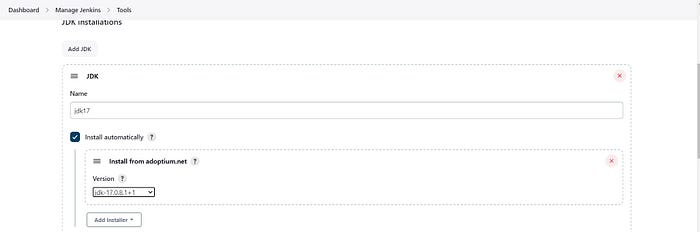 Dashboard > Manage Jenkins > Tools
JDK installations
Add JDK
JDK
Name
jdk17
Install automatically ?
Install from adoptium.net ?
Version ?
jdk-17.0.8.1+1
Add Installer